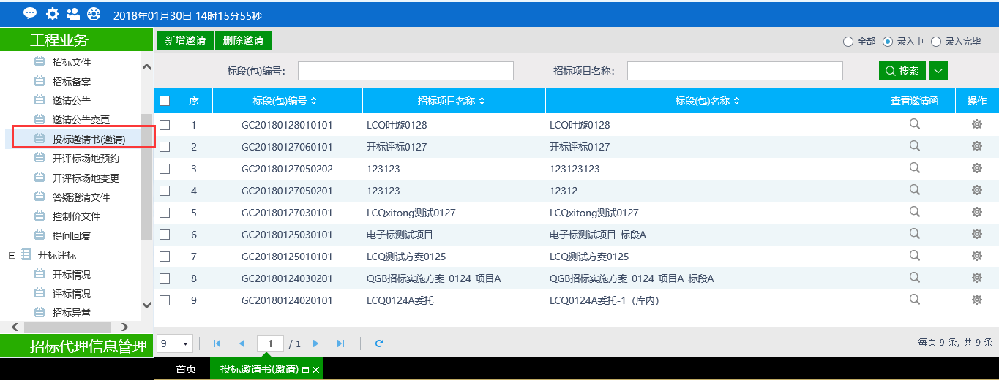 2018年01月30日 14时15分55秒
工程业务
招标文件
招标备案
邀请公告
邀请公告变更
投标邀请书(邀请)
开评标场地预约
开评标场地变更
答疑澄清文件
控制价文件
提问回复
开标评标
开标情况
评标情况
招标异常
招标代理信息管理
新增邀请 删除邀请 全部 录入中 录入完毕
标段(包)编号： 招标项目名称： 搜索
序 标段(包)编号 招标项目名称 标段(包)名称 查看邀请函 操作
1 GC20180128010101 LCQ叶璇0128 LCQ叶璇0128
2 GC20180127060101 开标评标0127 开标评标0127
3 GC20180127050202 123123 123123123
4 GC20180127050201 123123 12312
5 GC20180127030101 LCQxitong测试0127 LCQxitong测试0127
6 GC20180125030101 电子标测试项目 电子标测试项目_标段A
7 GC20180125010101 LCQ测试方案0125 LCQ测试方案0125
8 GC20180124030201 QGB招标实施方案_0124_项目A QGB招标实施方案_0124_项目A_标段A
9 GC20180124020101 LCQ0124A委托 LCQ0124A委托-1（库内）
9 1 / 1 每页 9 条, 共 9 条
首页 投标邀请书(邀请)